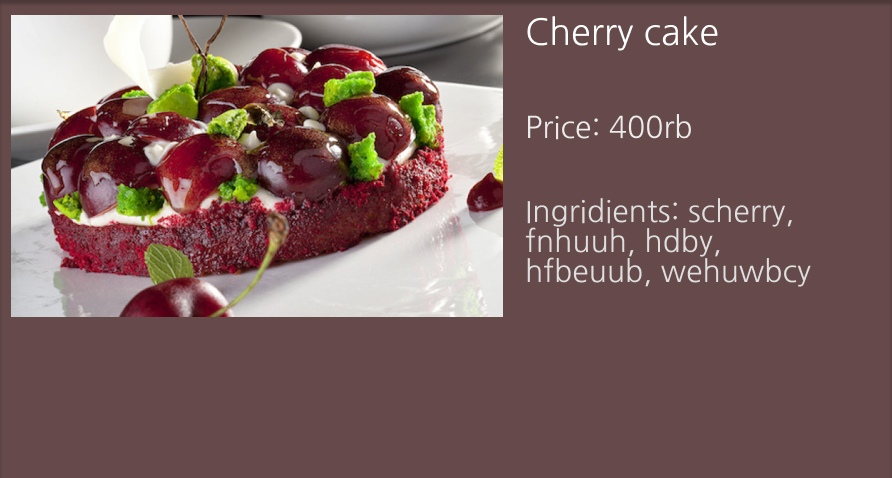 Cherry cake
Price: 400rb
Ingridients: scherry,
fnhuuh, hdby,
hfbeuub, wehuwbcy